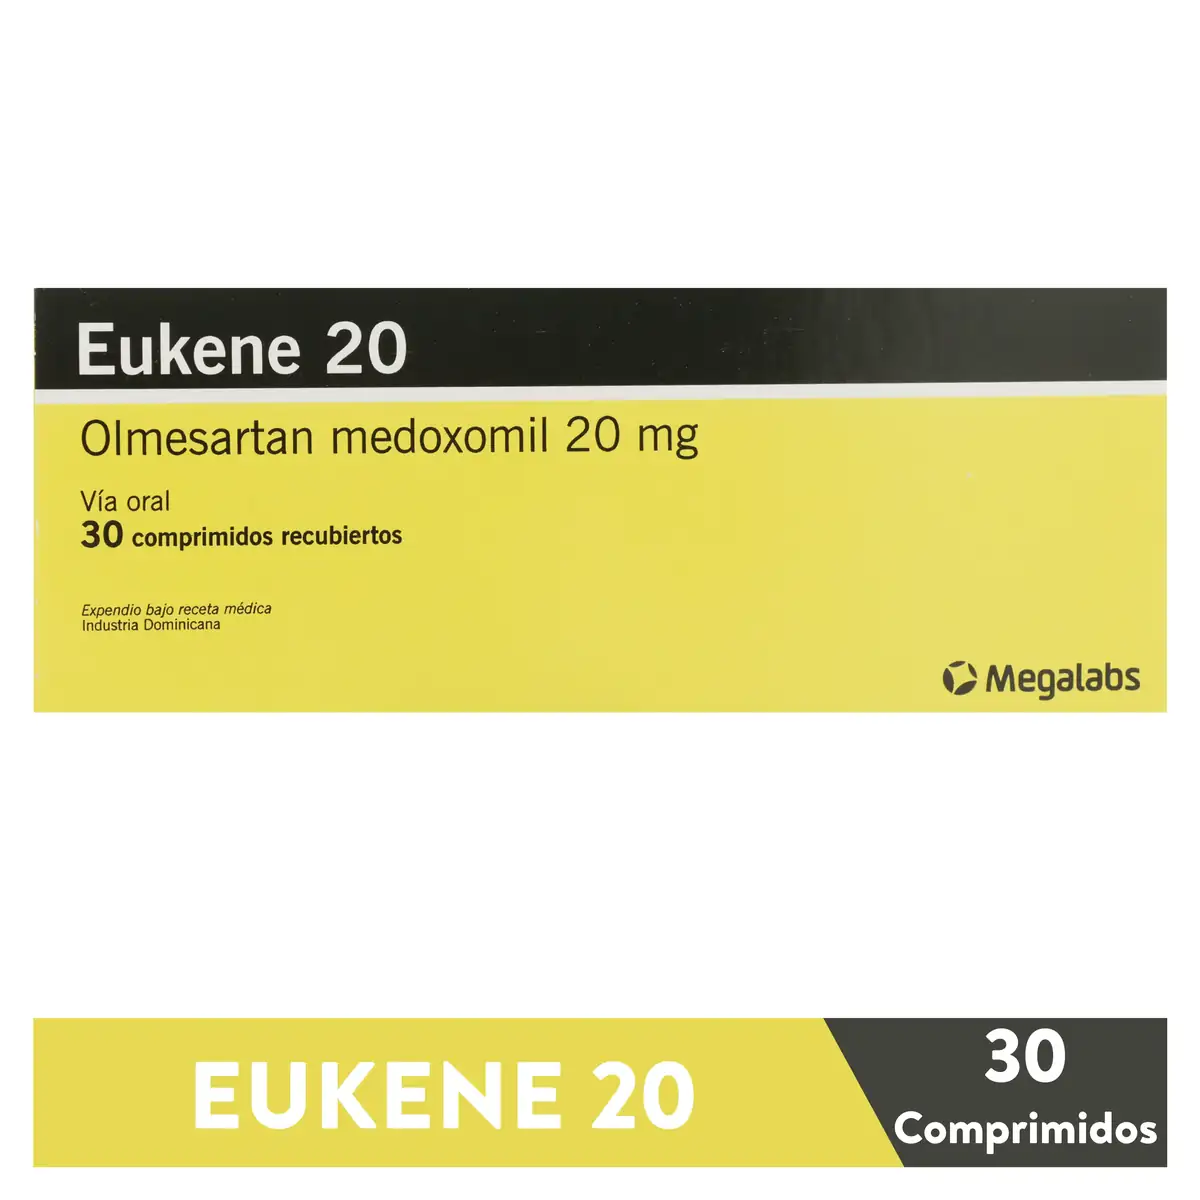 Eukene 20
Olmesartan medoxomil 20 mg
Vía oral
30 comprimidos recubiertos
Expendio bajo receta médica
Industria Dominicana
Megalabs
EUKENE 20
30
Comprimidos